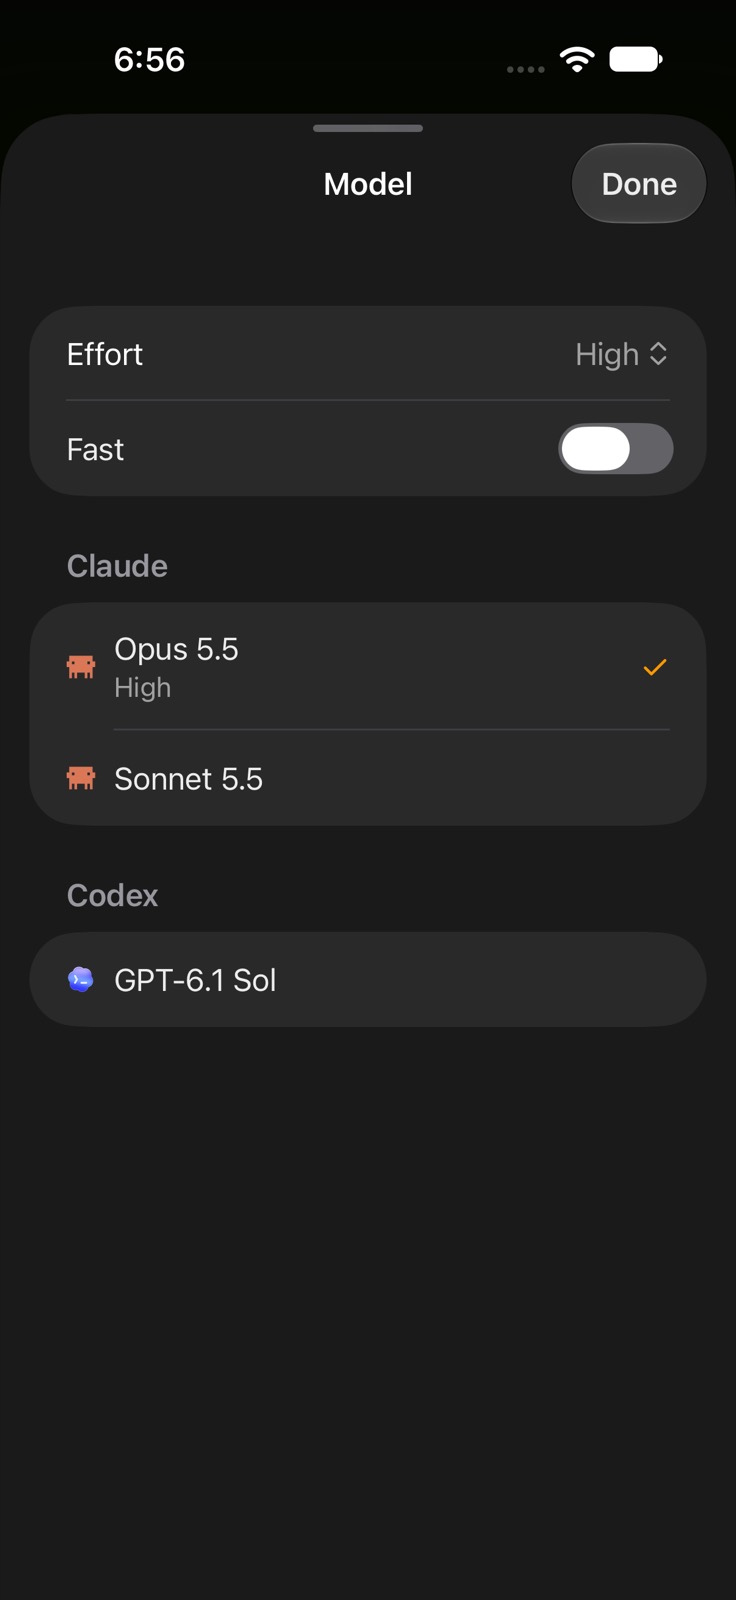 6:56
Model
Done
Effort
High
Fast
Claude
Opus 5.5
High
Sonnet 5.5
Codex
GPT-6.1 Sol